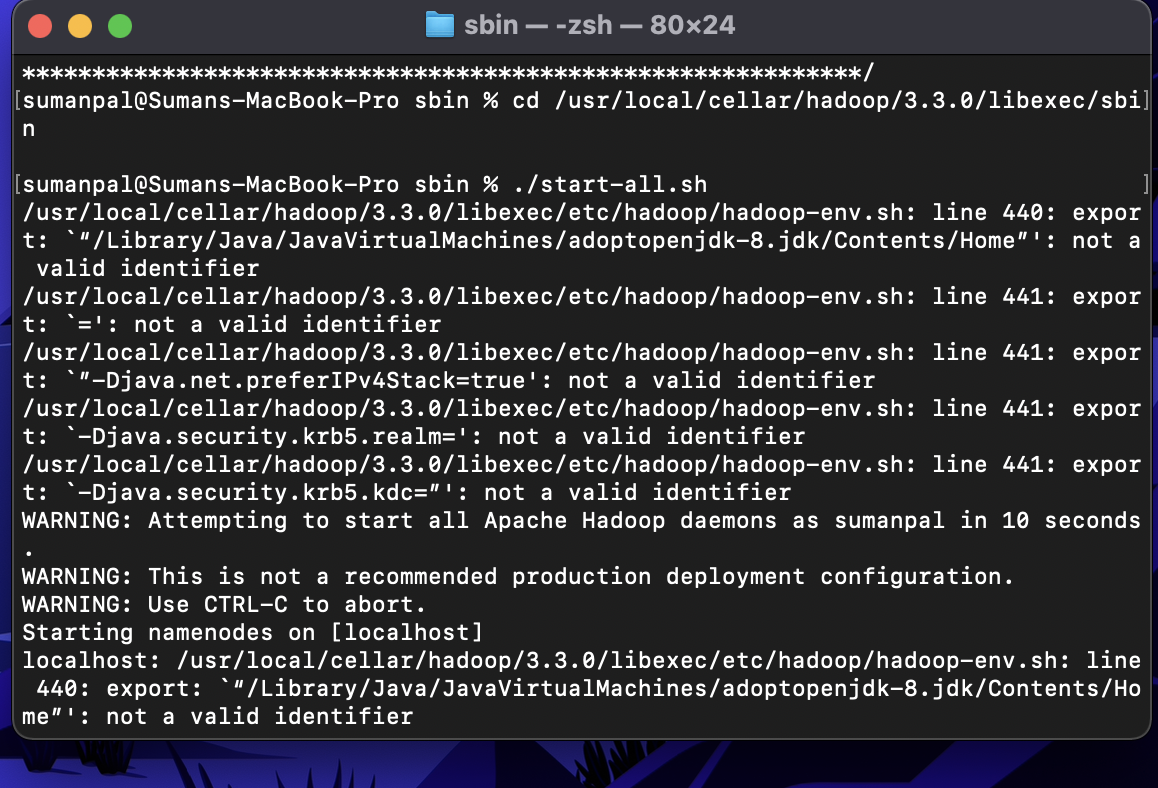 sbin — -zsh — 80×24
************************************************************/
[sumanpal@Sumans-MacBook-Pro sbin % cd /usr/local/cellar/hadoop/3.3.0/libexec/sbi]
n
[sumanpal@Sumans-MacBook-Pro sbin % ./start-all.sh ]
/usr/local/cellar/hadoop/3.3.0/libexec/etc/hadoop/hadoop-env.sh: line 440: expor
t: `“/Library/Java/JavaVirtualMachines/adoptopenjdk-8.jdk/Contents/Home”': not a
 valid identifier
/usr/local/cellar/hadoop/3.3.0/libexec/etc/hadoop/hadoop-env.sh: line 441: expor
t: `=': not a valid identifier
/usr/local/cellar/hadoop/3.3.0/libexec/etc/hadoop/hadoop-env.sh: line 441: expor
t: `”-Djava.net.preferIPv4Stack=true': not a valid identifier
/usr/local/cellar/hadoop/3.3.0/libexec/etc/hadoop/hadoop-env.sh: line 441: expor
t: `-Djava.security.krb5.realm=': not a valid identifier
/usr/local/cellar/hadoop/3.3.0/libexec/etc/hadoop/hadoop-env.sh: line 441: expor
t: `-Djava.security.krb5.kdc=”': not a valid identifier
WARNING: Attempting to start all Apache Hadoop daemons as sumanpal in 10 seconds
.
WARNING: This is not a recommended production deployment configuration.
WARNING: Use CTRL-C to abort.
Starting namenodes on [localhost]
localhost: /usr/local/cellar/hadoop/3.3.0/libexec/etc/hadoop/hadoop-env.sh: line
 440: export: `“/Library/Java/JavaVirtualMachines/adoptopenjdk-8.jdk/Contents/Ho
me”': not a valid identifier